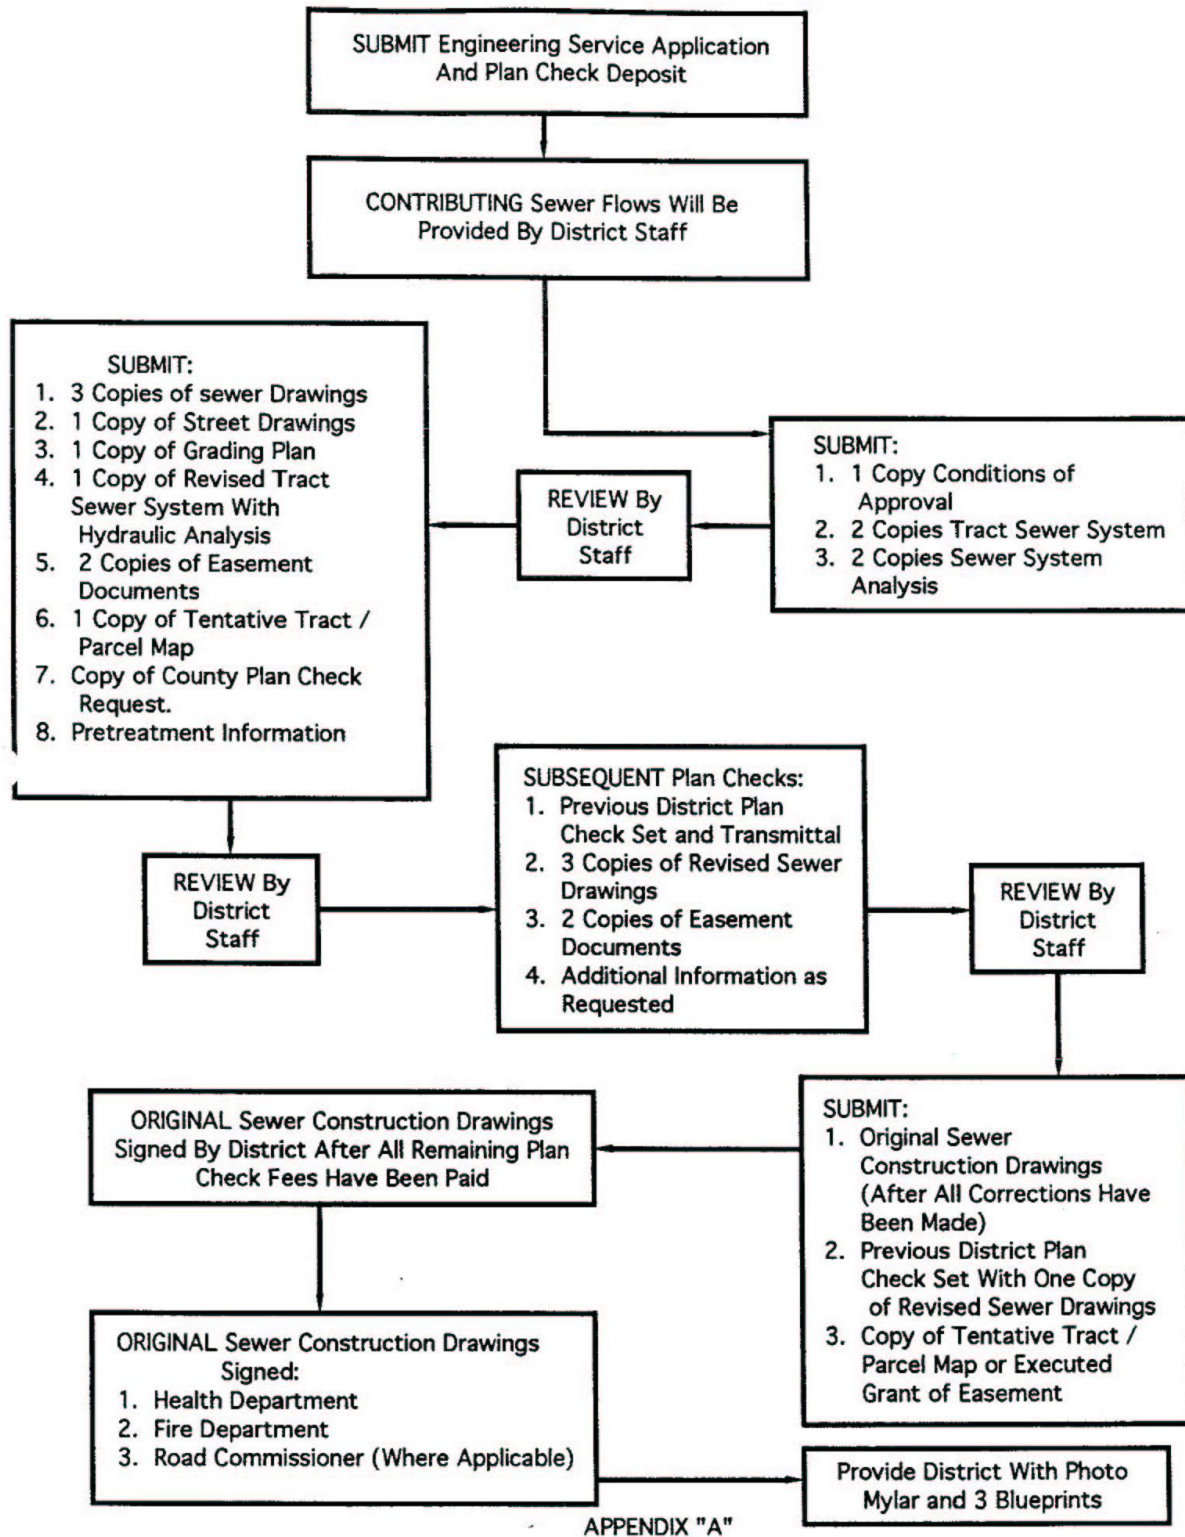 SUBMIT Engineering Service Application
And Plan Check Deposit
CONTRIBUTING Sewer Flows Will Be
Provided By District Staff
SUBMIT:
1. 1 Copy Conditions of
Approval
2. 2 Copies Tract Sewer System
3. 2 Copies Sewer System
Analysis
REVIEW By
District
Staff
SUBMIT:
1. 3 Copies of sewer Drawings
2. 1 Copy of Street Drawings
3. 1 Copy of Grading Plan
4. 1 Copy of Revised Tract
Sewer System With
Hydraulic Analysis
5. 2 Copies of Easement
Documents
6. 1 Copy of Tentative Tract /
Parcel Map
7. Copy of County Plan Check
Request.
8. Pretreatment Information
REVIEW By
District
Staff
SUBSEQUENT Plan Checks:
1. Previous District Plan
Check Set and Transmittal
2. 3 Copies of Revised Sewer
Drawings
3. 2 Copies of Easement
Documents
4. Additional Information as
Requested
REVIEW By
District
Staff
SUBMIT:
1. Original Sewer
Construction Drawings
(After All Corrections Have
Been Made)
2. Previous District Plan
Check Set With One Copy
of Revised Sewer Drawings
3. Copy of Tentative Tract /
Parcel Map or Executed
Grant of Easement
ORIGINAL Sewer Construction Drawings
Signed By District After All Remaining Plan
Check Fees Have Been Paid
ORIGINAL Sewer Construction Drawings
Signed:
1. Health Department
2. Fire Department
3. Road Commissioner (Where Applicable)
Provide District With Photo
Mylar and 3 Blueprints
APPENDIX "A"